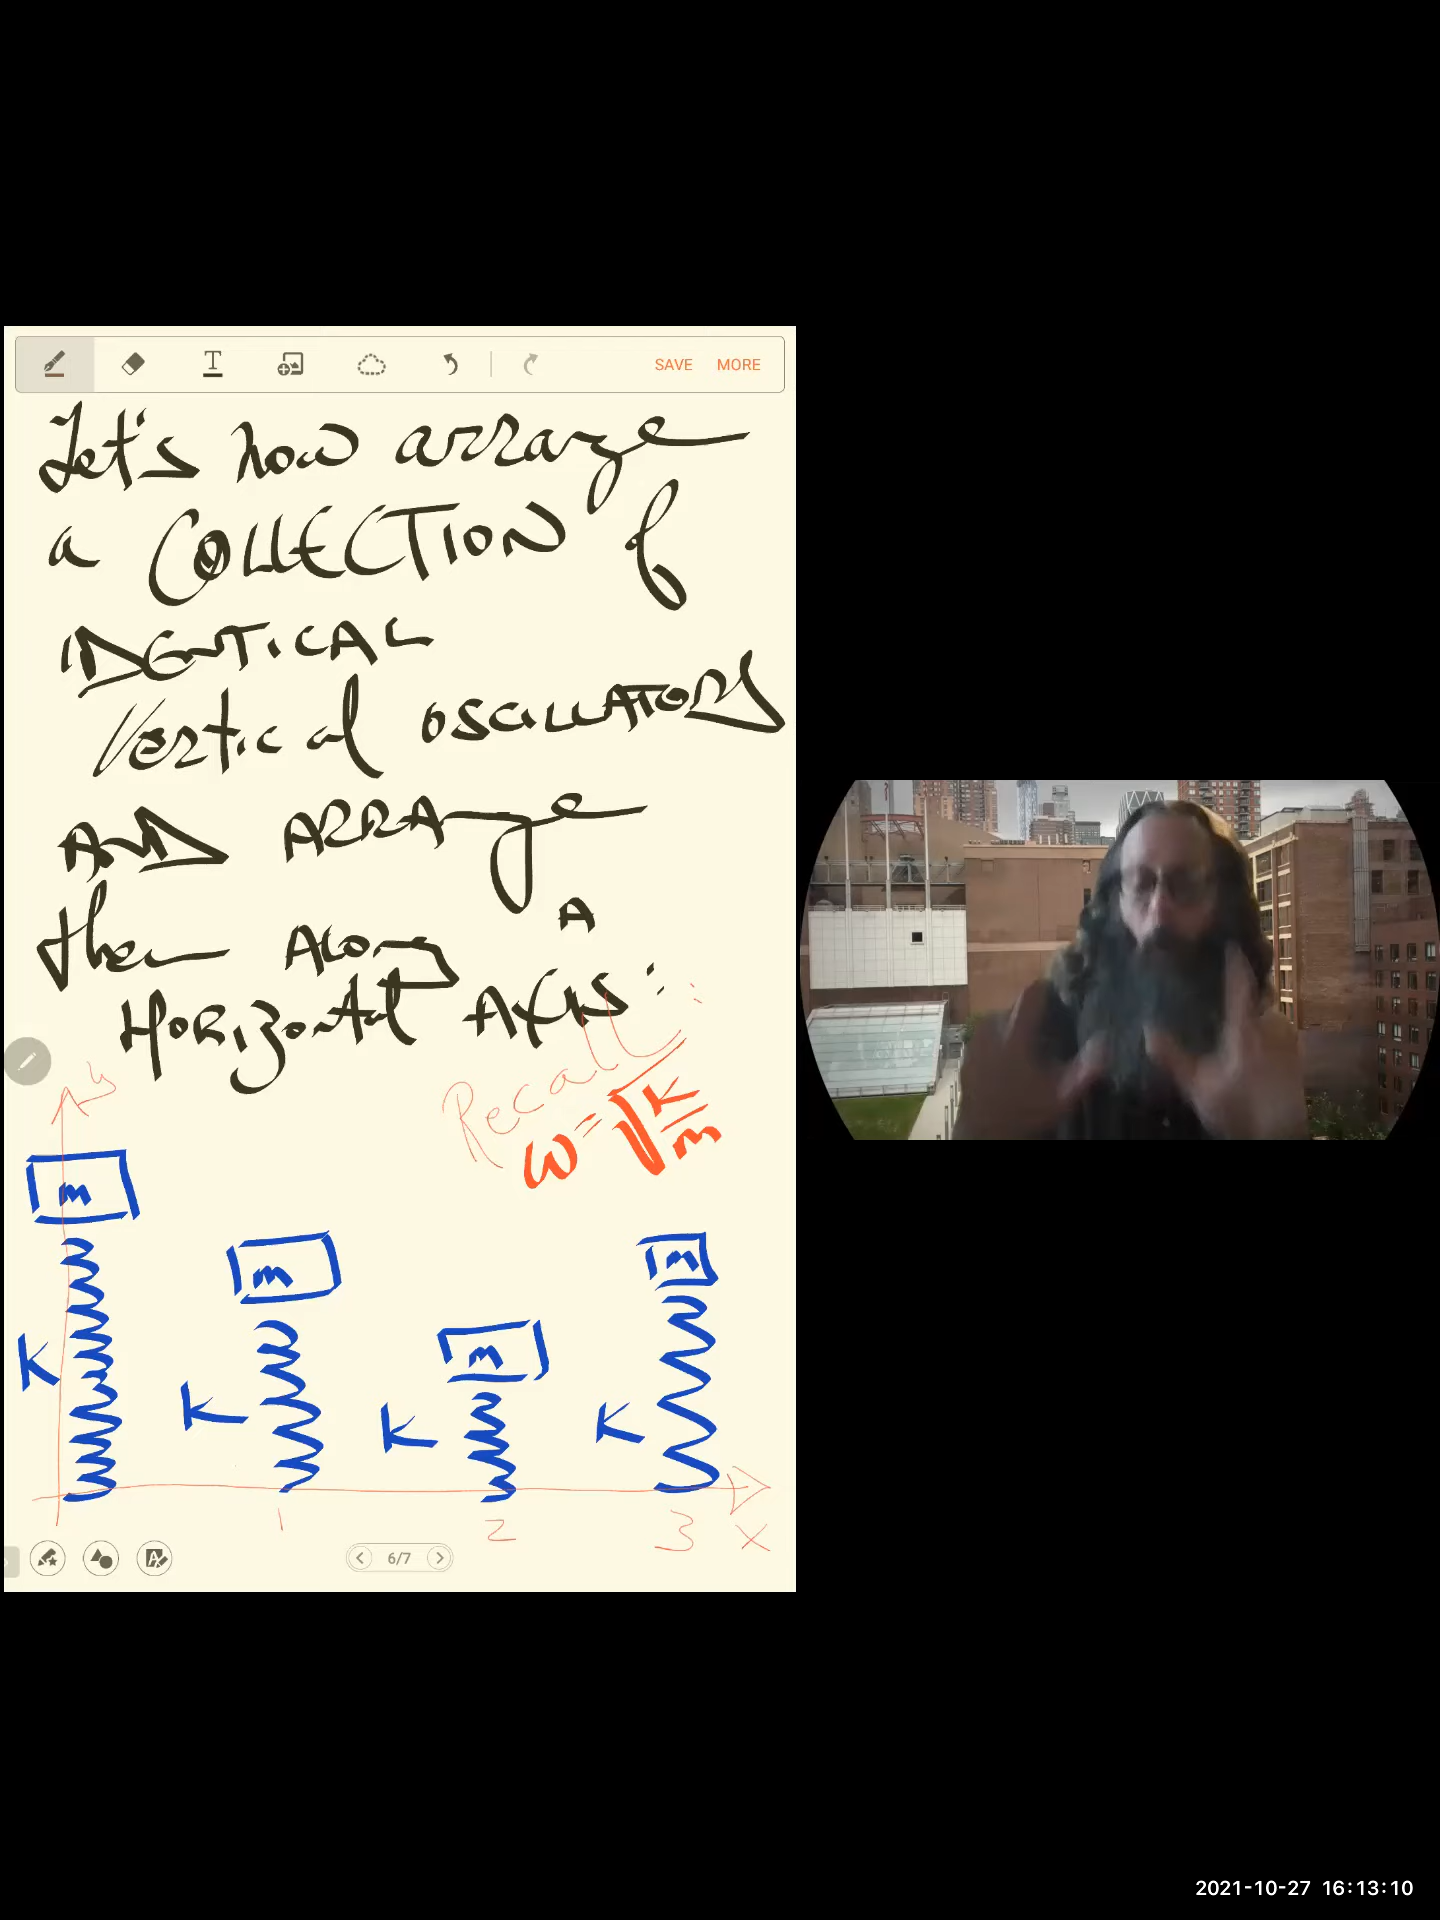 SAVE MORE
Let's now arrange
a COLLECTION of
IDENTICAL
Vertical OSCILLATORY
AND ARRAnge
them Along A
HORIZontal AXIS :
Recall :
ω = √K/m
y
m
m
m
m
K
K
K
K
1 2 3 X
6/7
2021-10-27 16:13:10